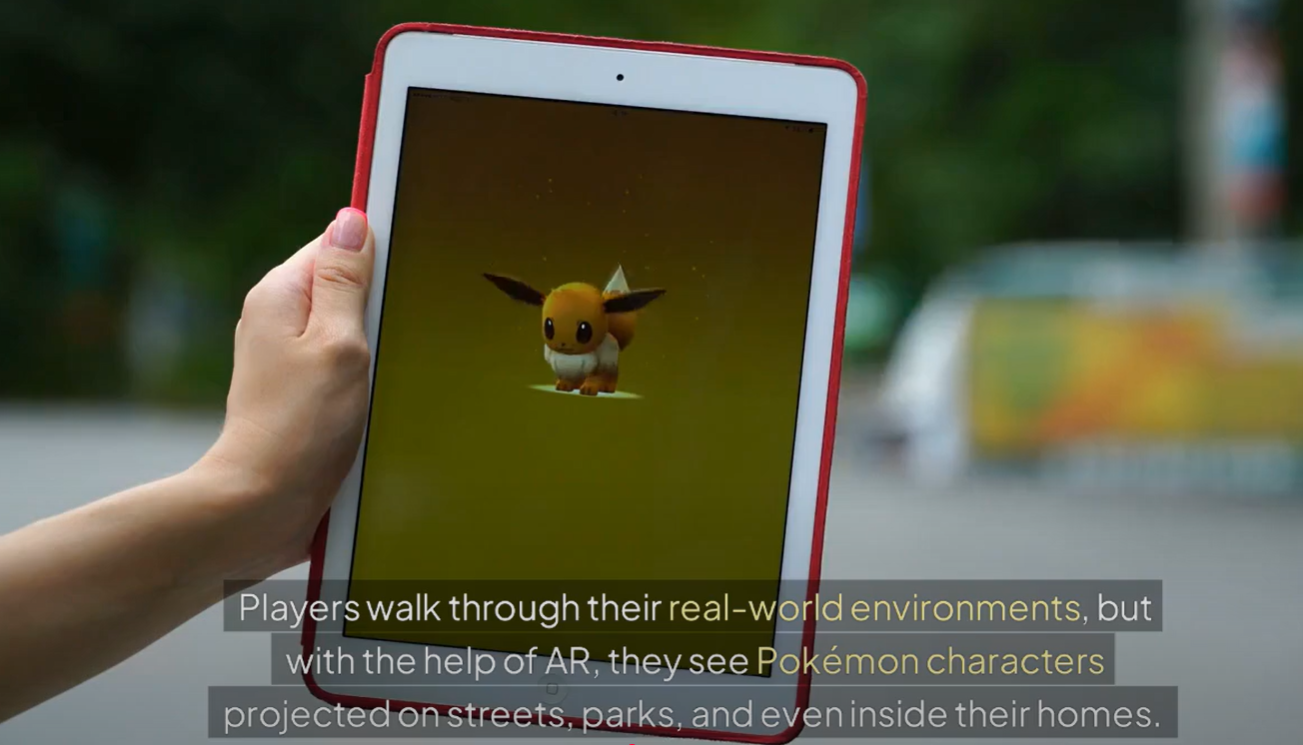 Players walk through their real-world environments, but
with the help of AR, they see Pokémon characters
projected on streets, parks, and even inside their homes.